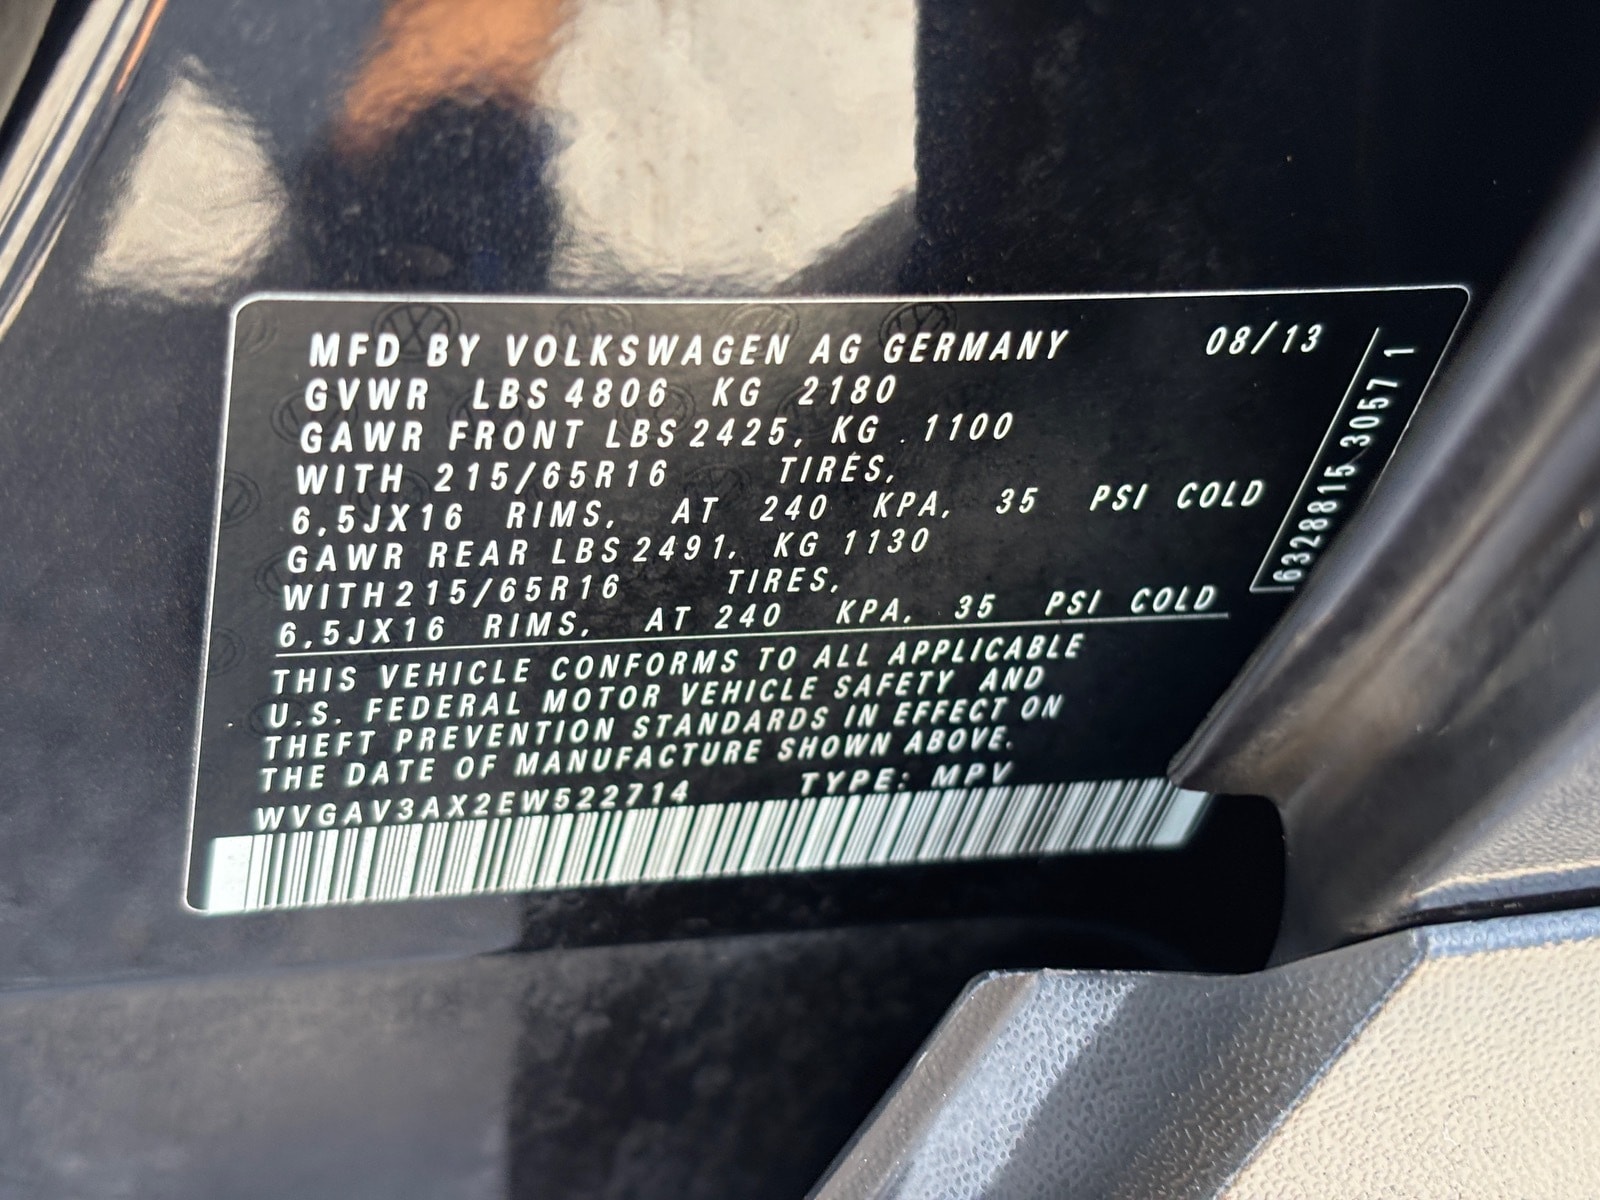 MFD BY VOLKSWAGEN AG GERMANY 08/13
GVWR LBS 4806 KG 2180
GAWR FRONT LBS 2425, KG . 1100
WITH 215/65R16 TIRES,
6,5JX16 RIMS, AT 240 KPA, 35 PSI COLD
GAWR REAR LBS 2491, KG 1130
WITH 215/65R16 TIRES,
6,5JX16 RIMS, AT 240 KPA, 35 PSI COLD
THIS VEHICLE CONFORMS TO ALL APPLICABLE
U.S. FEDERAL MOTOR VEHICLE SAFETY AND
THEFT PREVENTION STANDARDS IN EFFECT ON
THE DATE OF MANUFACTURE SHOWN ABOVE.
WVGAV3AX2EW522714 TYPE: MPV
63288815 3057 1